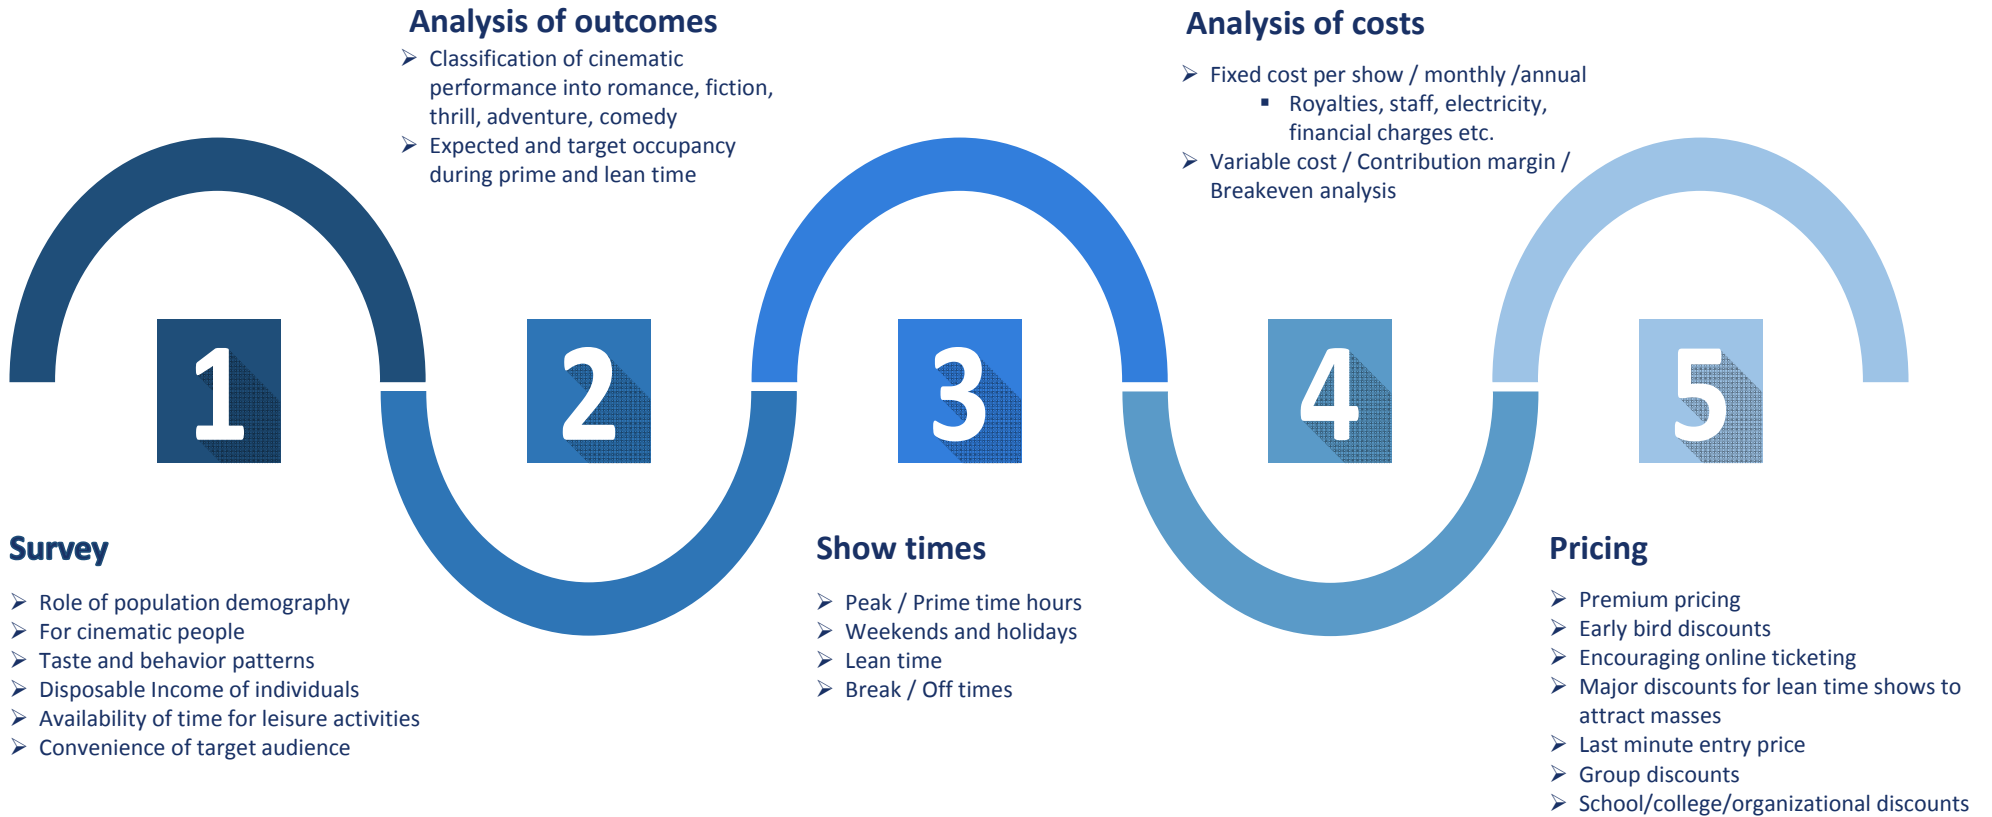 Analysis of outcomes
➢ Classification of cinematic
performance into romance, fiction,
thrill, adventure, comedy
➢ Expected and target occupancy
during prime and lean time
Analysis of costs
➢ Fixed cost per show / monthly /annual
▪ Royalties, staff, electricity,
financial charges etc.
➢ Variable cost / Contribution margin /
Breakeven analysis
1
2
3
4
5
Survey
➢ Role of population demography
➢ For cinematic people
➢ Taste and behavior patterns
➢ Disposable Income of individuals
➢ Availability of time for leisure activities
➢ Convenience of target audience
Show times
➢ Peak / Prime time hours
➢ Weekends and holidays
➢ Lean time
➢ Break / Off times
Pricing
➢ Premium pricing
➢ Early bird discounts
➢ Encouraging online ticketing
➢ Major discounts for lean time shows to
attract masses
➢ Last minute entry price
➢ Group discounts
➢ School/college/organizational discounts